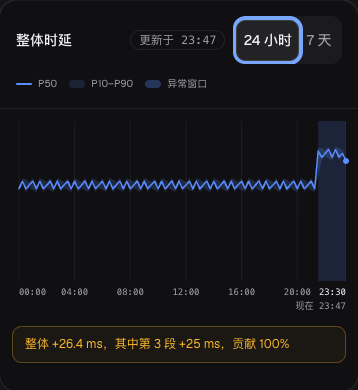 整体时延 更新于 23:47 24 小时 7 天
P50 P10–P90 异常窗口
00:00 04:00 08:00 12:00 16:00 20:00 23:30
现在 23:47
整体 +26.4 ms，其中第 3 段 +25 ms，贡献 100%